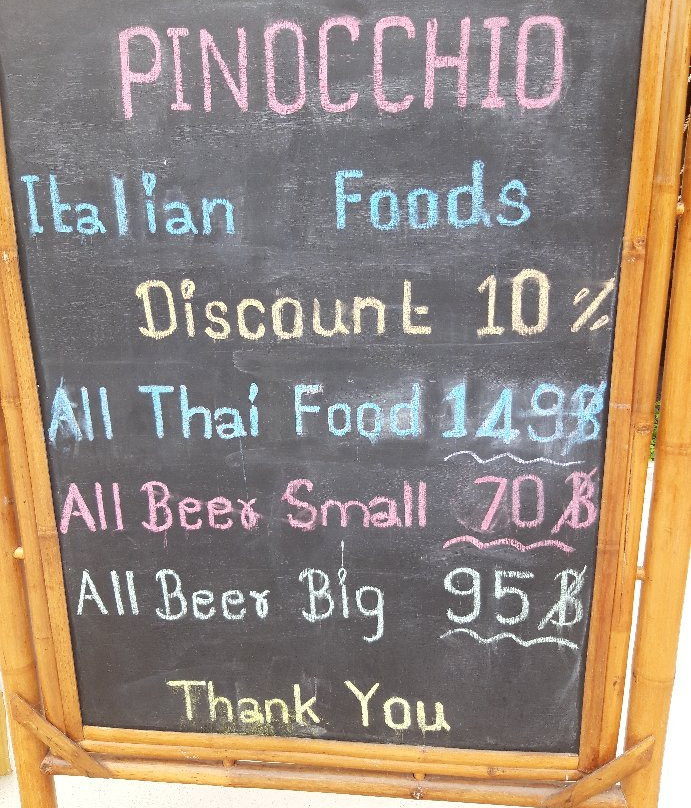 PINOCCHIO
Italian Foods
Discount 10%
All Thai Food 149฿
All Beer Small 70฿
All Beer Big 95฿
Thank You